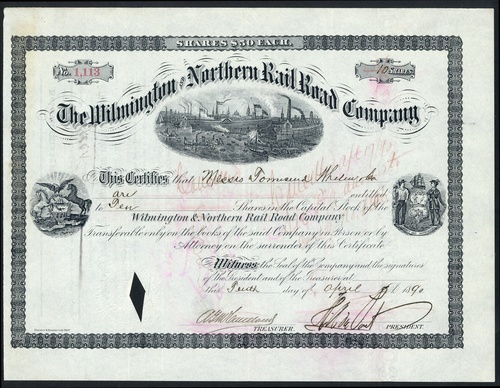 SHARES $50 EACH.
No. 1,113
10 SHARES
The Wilmington and Northern Rail Road Company
This Certifies that Messrs Townsend Whelen & Co
are entitled
to Ten Shares in the Capital Stock of the
Wilmington & Northern Rail Road Company
Transferable only on the books of the said Company in Person or by
Attorney on the surrender of this Certificate
Witness the Seal of the Company and the signatures
of the President and of the Treasurer at
this Tenth day of April 1890
TREASURER.
PRESIDENT.